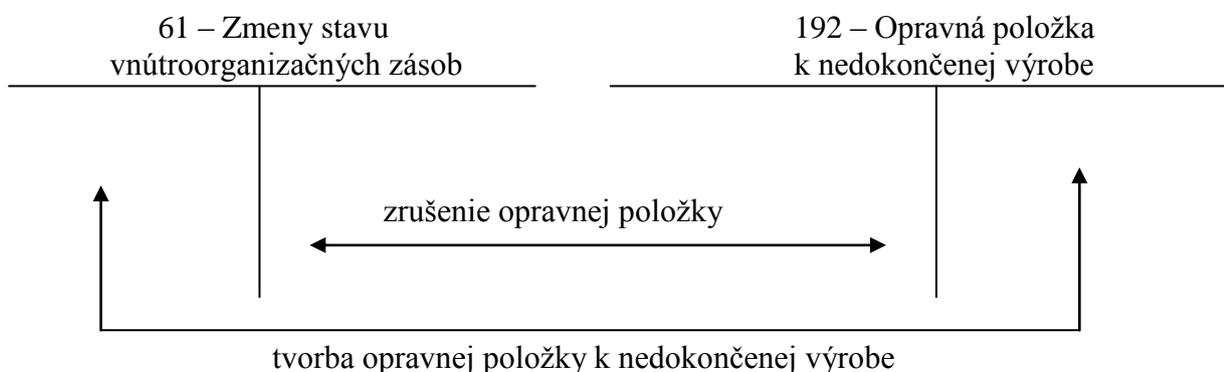 61 – Zmeny stavu
vnútroorganizačných zásob
192 – Opravná položka
k nedokončenej výrobe
zrušenie opravnej položky
tvorba opravnej položky k nedokončenej výrobe